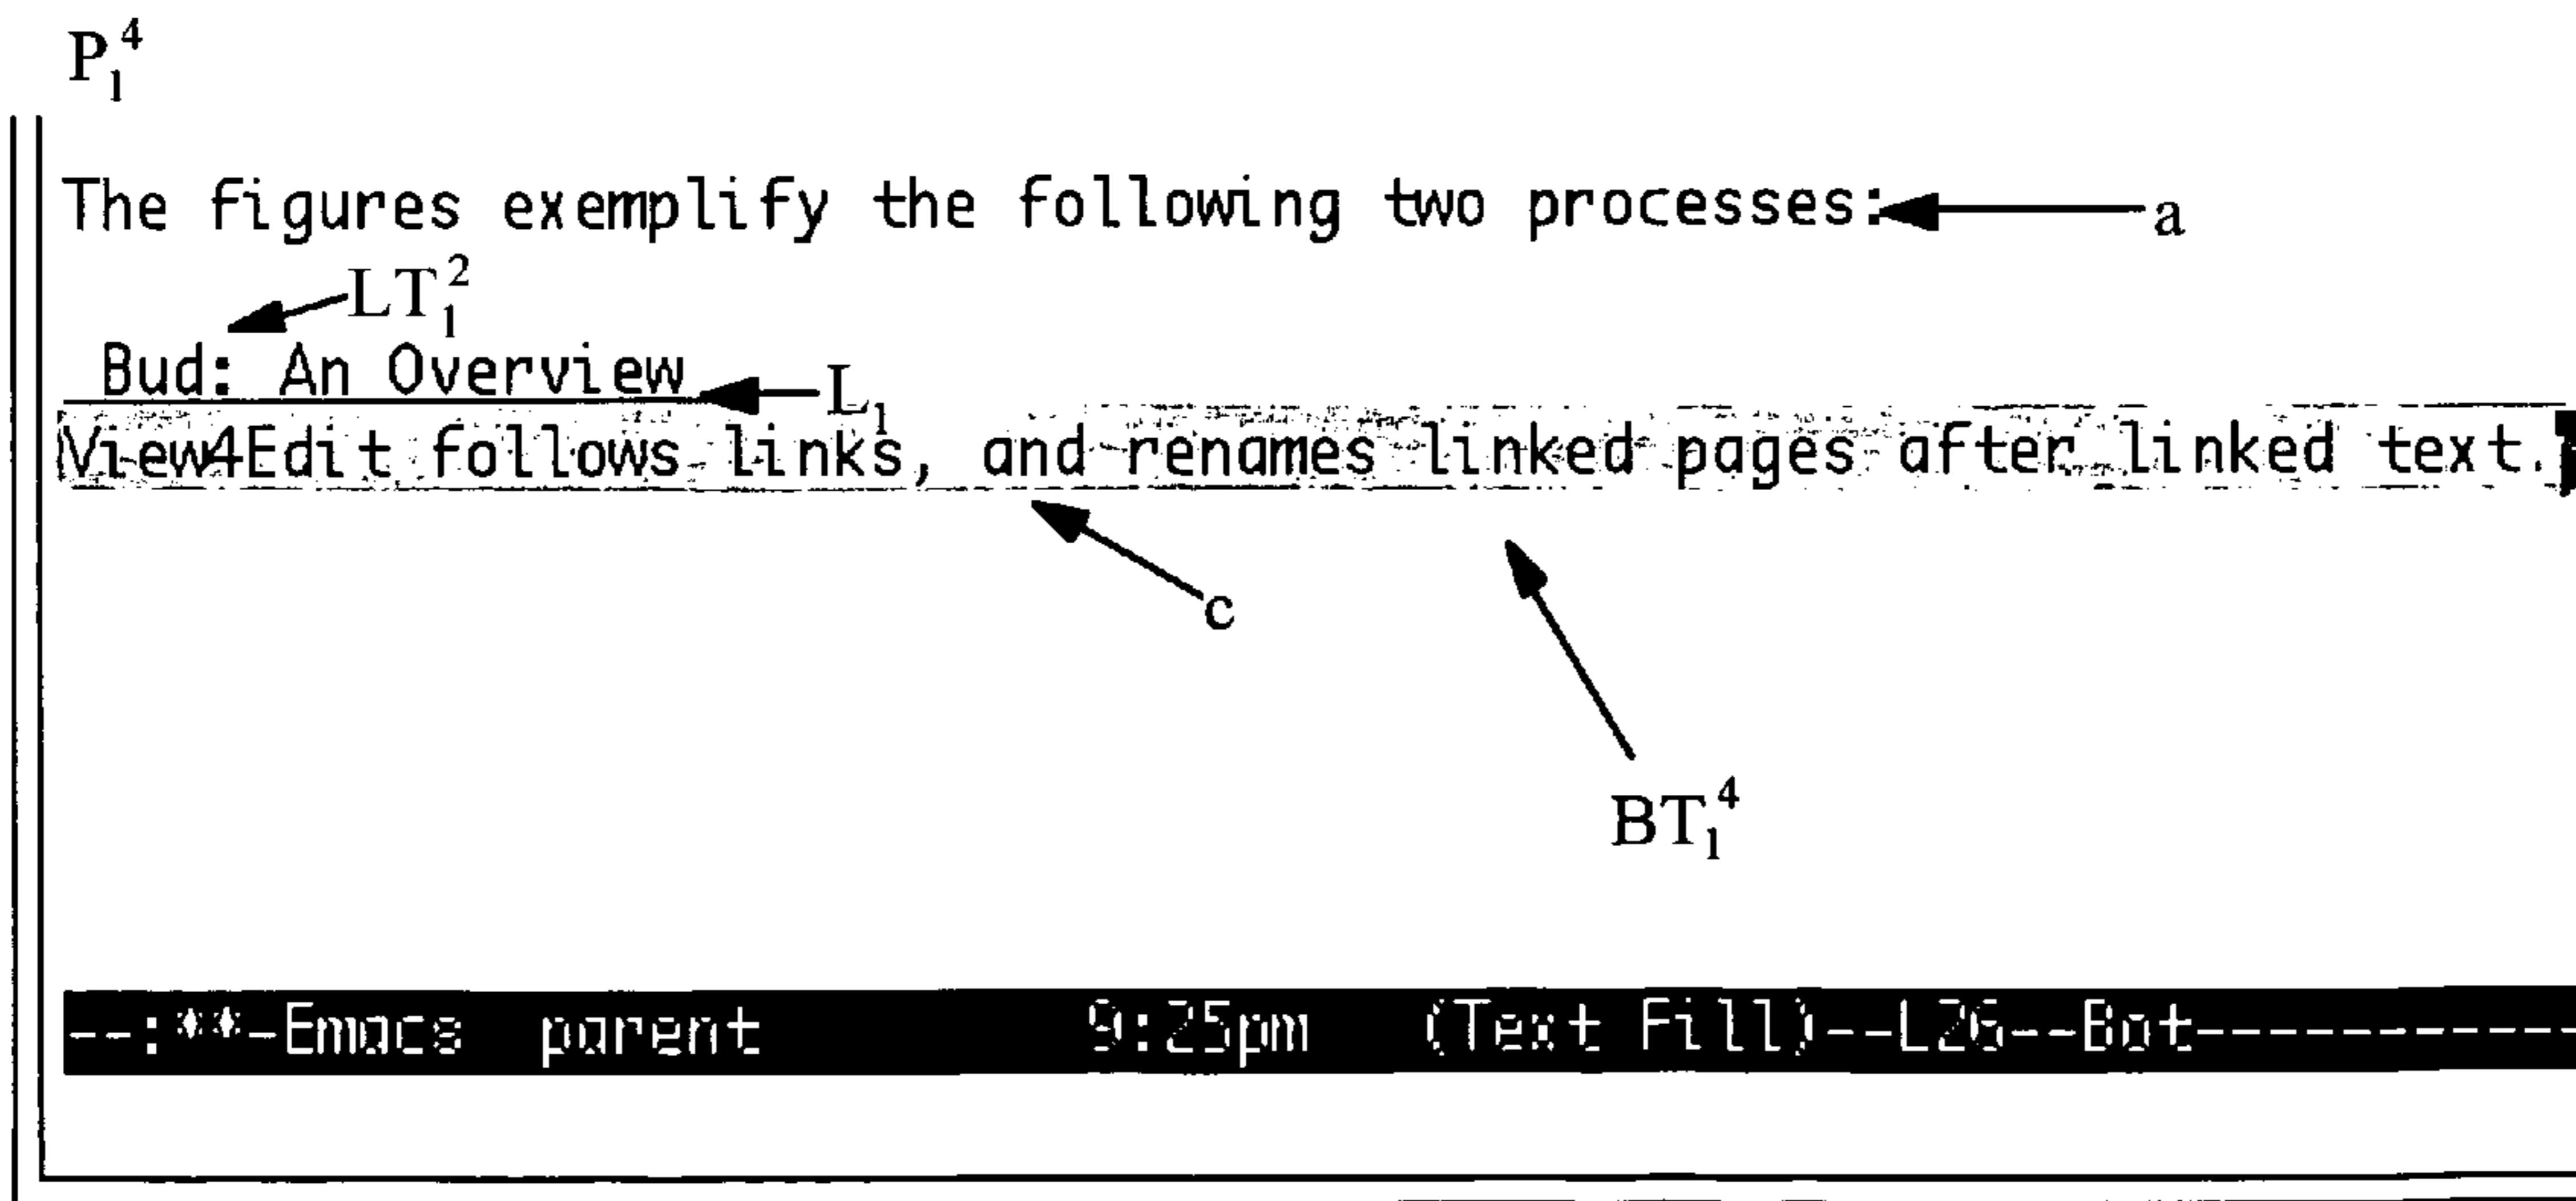 P₁⁴
The figures exemplify the following two processes: a
LT₁²
Bud: An Overview L₁
View4Edit follows links, and renames linked pages after linked text.
c
BT₁⁴
--:**-Emacs parent 9:25pm (Text Fill)--L26--Bot------------